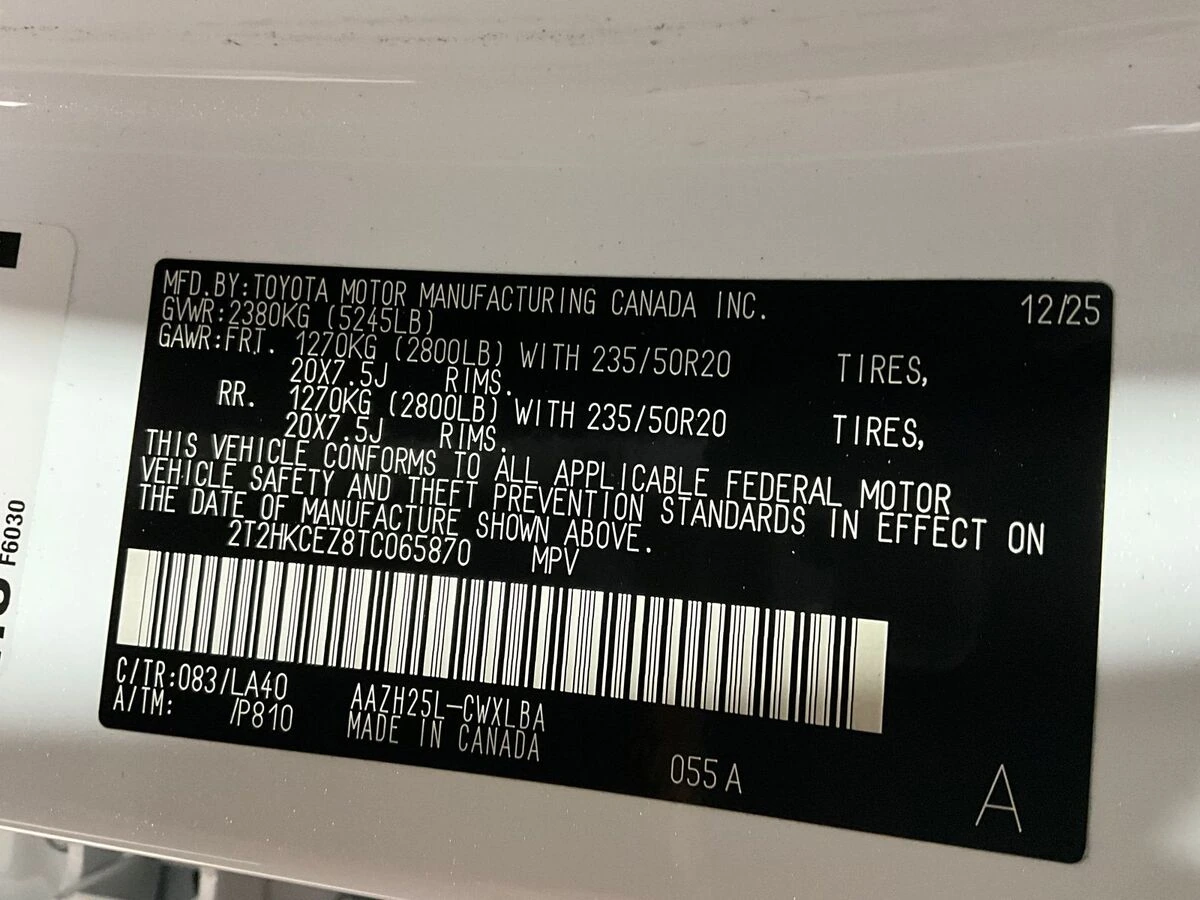 MFD.BY:TOYOTA MOTOR MANUFACTURING CANADA INC. 12/25
GVWR:2380KG (5245LB)
GAWR:FRT. 1270KG (2800LB) WITH 235/50R20 TIRES,
20X7.5J RIMS.
RR. 1270KG (2800LB) WITH 235/50R20 TIRES,
20X7.5J RIMS.
THIS VEHICLE CONFORMS TO ALL APPLICABLE FEDERAL MOTOR
VEHICLE SAFETY AND THEFT PREVENTION STANDARDS IN EFFECT ON
THE DATE OF MANUFACTURE SHOWN ABOVE.
2T2HKCEZ8TC065870 MPV
C/TR:083/LA40 AAZH25L-CWXLBA
A/TM: /P810 MADE IN CANADA
055 A
A
F6030